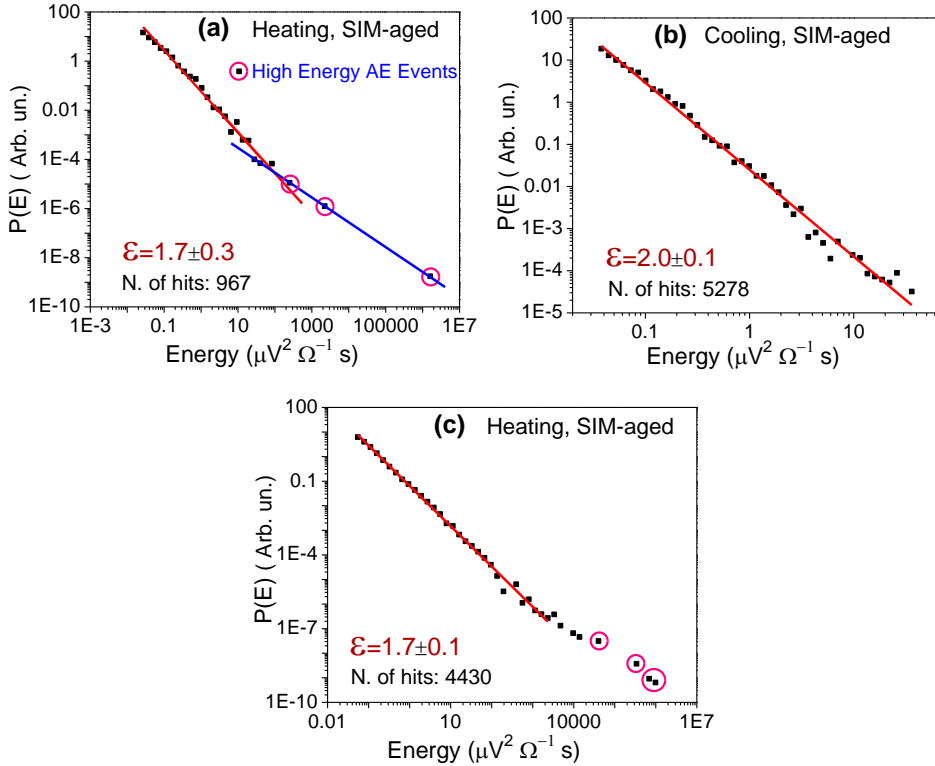 (a) Heating, SIM-aged
High Energy AE Events
100
1
0.01
1E-4
1E-6
1E-8
1E-10
P(E) ( Arb. un.)
ε=1.7±0.3
N. of hits: 967
1E-3 0.1 10 1000 100000 1E7
Energy (μV² Ω⁻¹ s)
(b) Cooling, SIM-aged
100
10
1
0.1
0.01
1E-3
1E-4
1E-5
P(E) ( Arb. un.)
ε=2.0±0.1
N. of hits: 5278
0.1 1 10
Energy (μV² Ω⁻¹ s)
(c) Heating, SIM-aged
100
0.1
1E-4
1E-7
1E-10
P(E) ( Arb. un.)
ε=1.7±0.1
N. of hits: 4430
0.01 10 10000 1E7
Energy (μV² Ω⁻¹ s)